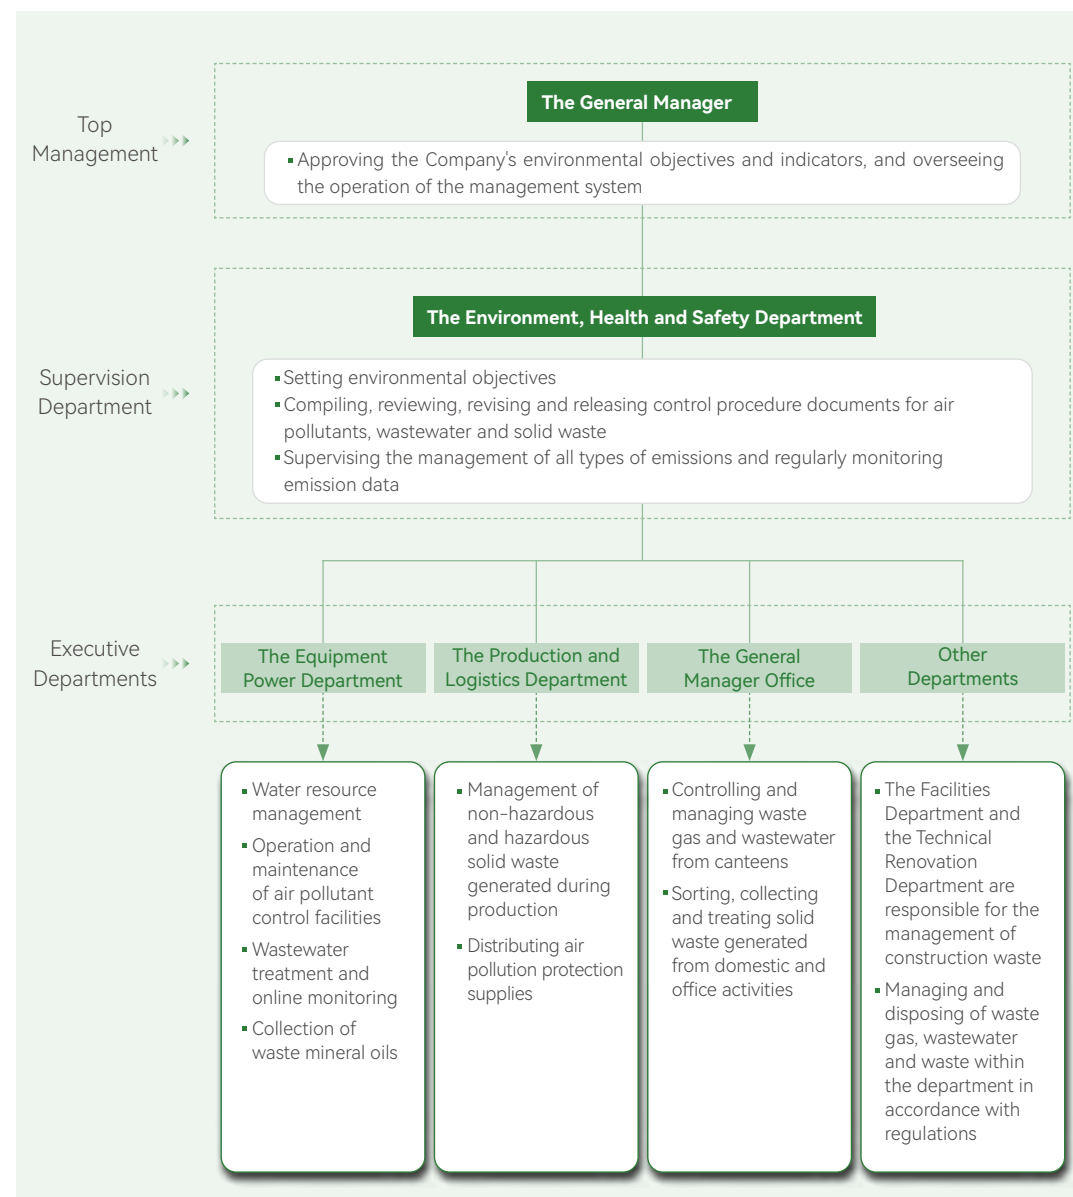 Top
Management
The General Manager
▪ Approving the Company's environmental objectives and indicators, and overseeing
the operation of the management system
Supervision
Department
The Environment, Health and Safety Department
▪ Setting environmental objectives
▪ Compiling, reviewing, revising and releasing control procedure documents for air
pollutants, wastewater and solid waste
▪ Supervising the management of all types of emissions and regularly monitoring
emission data
Executive
Departments
The Equipment
Power Department
The Production and
Logistics Department
The General
Manager Office
Other
Departments
▪ Water resource
management
▪ Operation and
maintenance
of air pollutant
control facilities
▪ Wastewater
treatment and
online monitoring
▪ Collection of
waste mineral oils
▪ Management of
non-hazardous
and hazardous
solid waste
generated during
production
▪ Distributing air
pollution protection
supplies
▪ Controlling and
managing waste
gas and wastewater
from canteens
▪ Sorting, collecting
and treating solid
waste generated
from domestic and
office activities
▪ The Facilities
Department and
the Technical
Renovation
Department are
responsible for the
management of
construction waste
▪ Managing and
disposing of waste
gas, wastewater
and waste within
the department in
accordance with
regulations